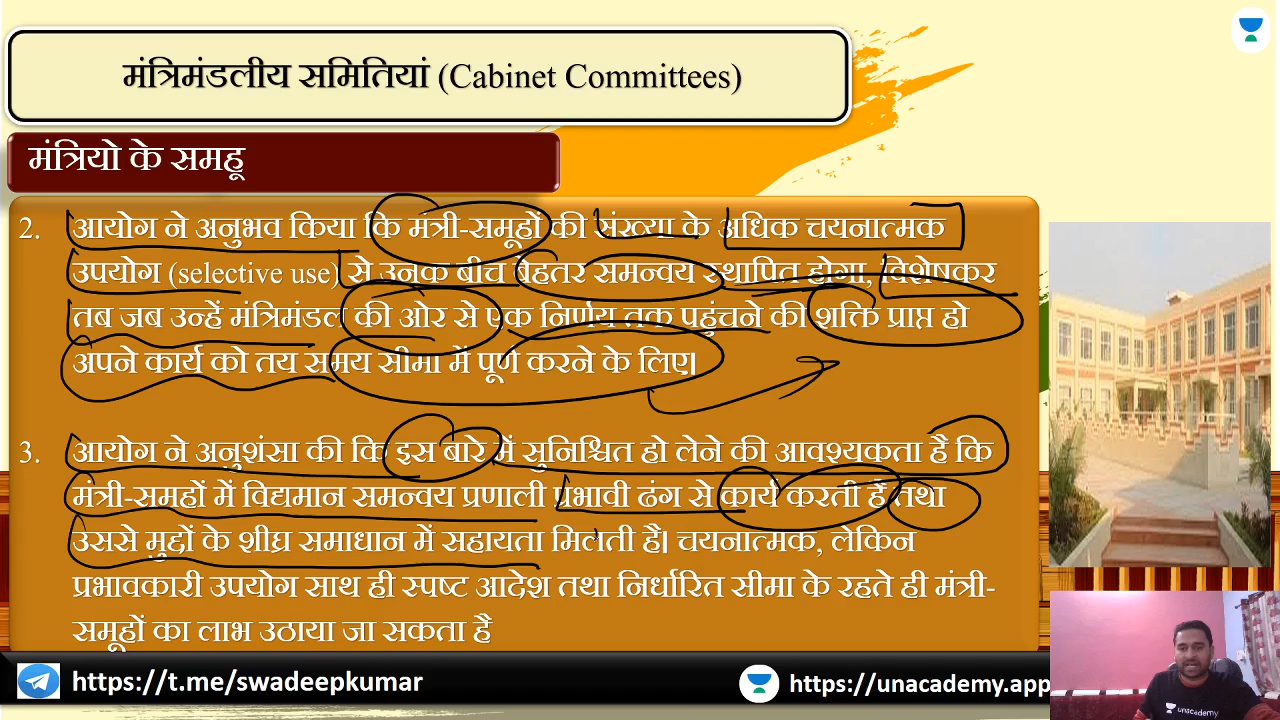 मंत्रिमंडलीय समितियां (Cabinet Committees)
मंत्रियो के समहू
2. आयोग ने अनुभव किया कि मंत्री-समूहों की संख्या के अधिक चयनात्मक
उपयोग (selective use) से उनके बीच बेहतर समन्वय स्थापित होगा, विशेषकर
तब जब उन्हें मंत्रिमंडल की ओर से एक निर्णय तक पहुंचने की शक्ति प्राप्त हो
अपने कार्य को तय समय सीमा में पूर्ण करने के लिए।
3. आयोग ने अनुशंसा की कि इस बारे में सुनिश्चित हो लेने की आवश्यकता है कि
मंत्री-समहों में विद्यमान समन्वय प्रणाली प्रभावी ढंग से कार्य करती है तथा
उससे मुद्दों के शीघ्र समाधान में सहायता मिलती है। चयनात्मक, लेकिन
प्रभावकारी उपयोग साथ ही स्पष्ट आदेश तथा निर्धारित सीमा के रहते ही मंत्री-
समूहों का लाभ उठाया जा सकता है
https://t.me/swadeepkumar
https://unacademy.app
unacademy